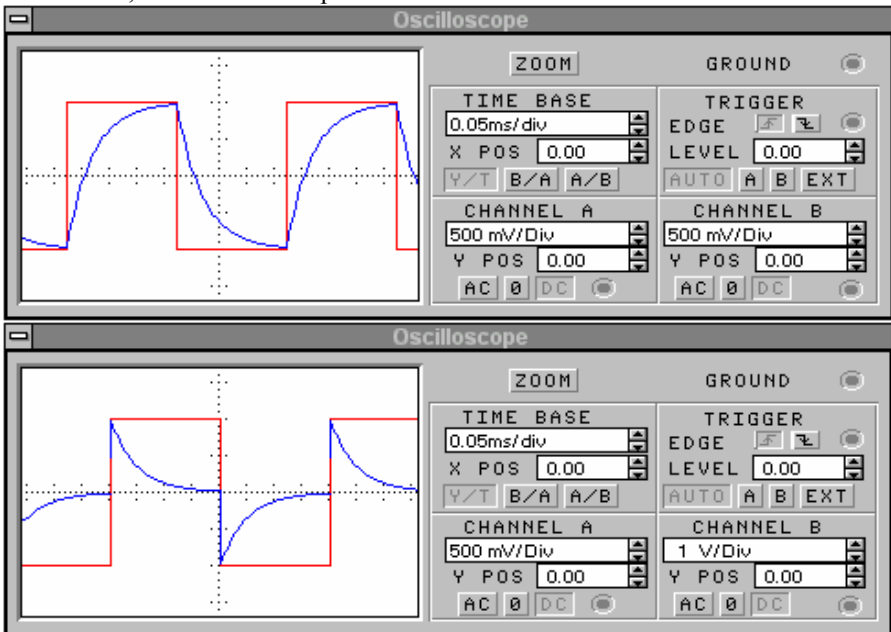 Oscilloscope
ZOOM
GROUND
TIME BASE
0.05ms/div
X POS 0.00
Y/T B/A A/B
TRIGGER
EDGE
LEVEL 0.00
AUTO A B EXT
CHANNEL A
500 mV/Div
Y POS 0.00
AC 0 DC
CHANNEL B
500 mV/Div
Y POS 0.00
AC 0 DC
Oscilloscope
ZOOM
GROUND
TIME BASE
0.05ms/div
X POS 0.00
Y/T B/A A/B
TRIGGER
EDGE
LEVEL 0.00
AUTO A B EXT
CHANNEL A
500 mV/Div
Y POS 0.00
AC 0 DC
CHANNEL B
1 V/Div
Y POS 0.00
AC 0 DC